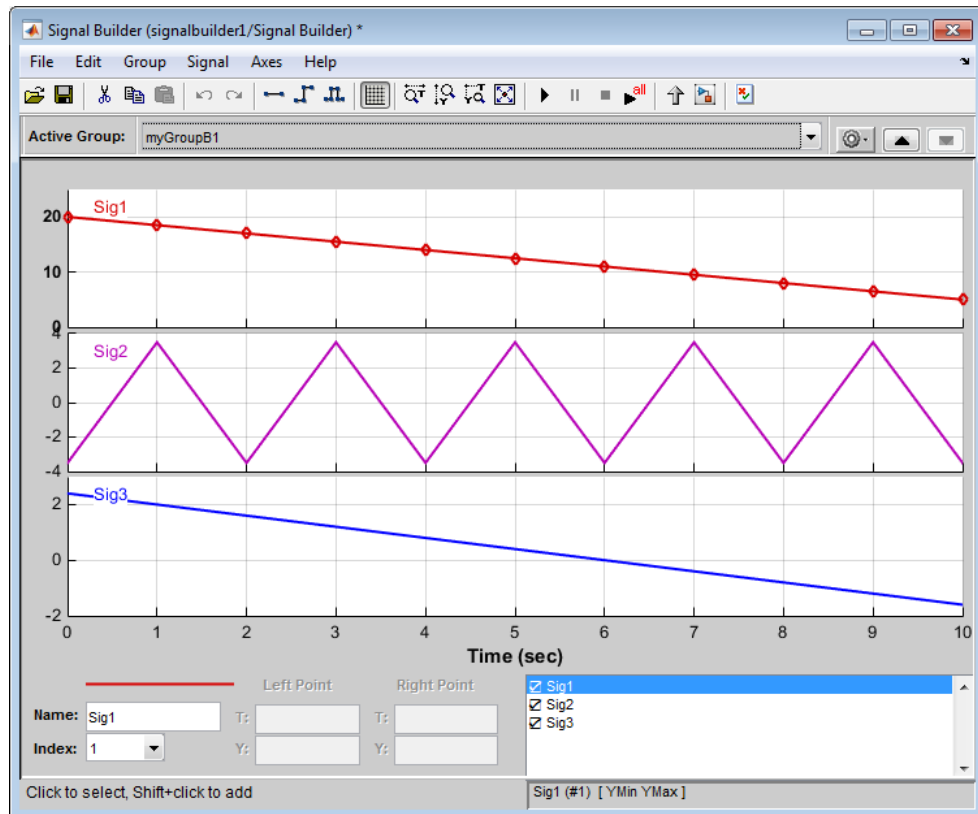 Signal Builder (signalbuilder1/Signal Builder) *
File Edit Group Signal Axes Help
all
Active Group: myGroupB1
Sig1
20
10
0
Sig2
4
2
0
-2
-4
Sig3
2
0
-2
0 1 2 3 4 5 6 7 8 9 10
Time (sec)
Left Point Right Point
Name: Sig1 T: T:
Index: 1 Y: Y:
Sig1
Sig2
Sig3
Click to select, Shift+click to add
Sig1 (#1) [ YMin YMax ]